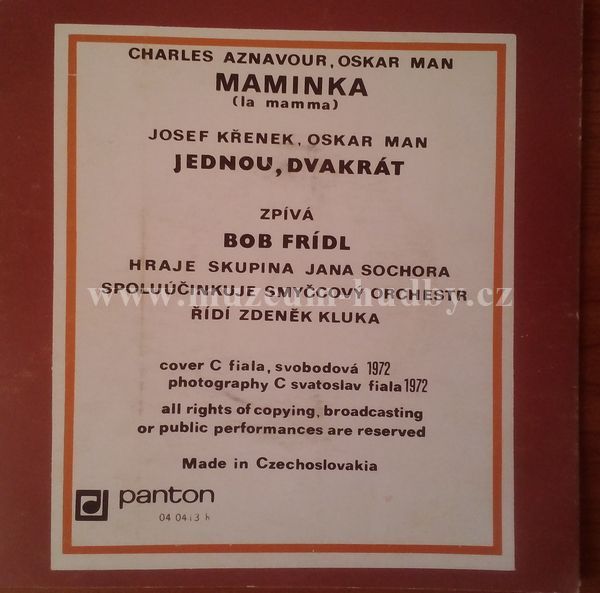 CHARLES AZNAVOUR, OSKAR MAN
MAMINKA
(la mamma)
JOSEF KŘENEK, OSKAR MAN
JEDNOU, DVAKRÁT
ZPÍVÁ
BOB FRÍDL
HRAJE SKUPINA JANA SOCHORA
SPOLUÚČINKUJE SMYČCOVÝ ORCHESTR
www.muzeum-hudby.cz
ŘÍDÍ ZDENĚK KLUKA
cover C fiala, svobodová 1972
photography C svatoslav fiala 1972
all rights of copying, broadcasting
or public performances are reserved
Made in Czechoslovakia
panton
04 0413 h